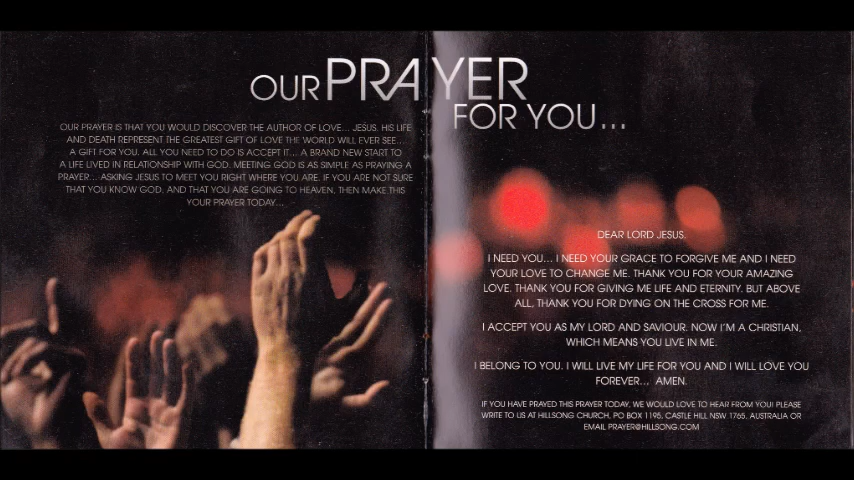 OUR PRAYER
FOR YOU...
OUR PRAYER IS THAT YOU WOULD DISCOVER THE AUTHOR OF LOVE... JESUS. HIS LIFE
AND DEATH REPRESENT THE GREATEST GIFT OF LOVE THE WORLD WILL EVER SEE...
A GIFT FOR YOU. ALL YOU NEED TO DO IS ACCEPT IT... A BRAND NEW START TO
A LIFE LIVED IN RELATIONSHIP WITH GOD. MEETING GOD IS AS SIMPLE AS PRAYING A
PRAYER... ASKING JESUS TO MEET YOU RIGHT WHERE YOU ARE. IF YOU ARE NOT SURE
THAT YOU KNOW GOD, AND THAT YOU ARE GOING TO HEAVEN, THEN MAKE THIS
YOUR PRAYER TODAY...
DEAR LORD JESUS,
I NEED YOU... I NEED YOUR GRACE TO FORGIVE ME AND I NEED
YOUR LOVE TO CHANGE ME. THANK YOU FOR YOUR AMAZING
LOVE. THANK YOU FOR GIVING ME LIFE AND ETERNITY. BUT ABOVE
ALL, THANK YOU FOR DYING ON THE CROSS FOR ME.
I ACCEPT YOU AS MY LORD AND SAVIOUR. NOW I'M A CHRISTIAN,
WHICH MEANS YOU LIVE IN ME.
I BELONG TO YOU. I WILL LIVE MY LIFE FOR YOU AND I WILL LOVE YOU
FOREVER... AMEN.
IF YOU HAVE PRAYED THIS PRAYER TODAY, WE WOULD LOVE TO HEAR FROM YOU! PLEASE
WRITE TO US AT HILLSONG CHURCH, PO BOX 1195, CASTLE HILL NSW 1765, AUSTRALIA OR
EMAIL PRAYER@HILLSONG.COM